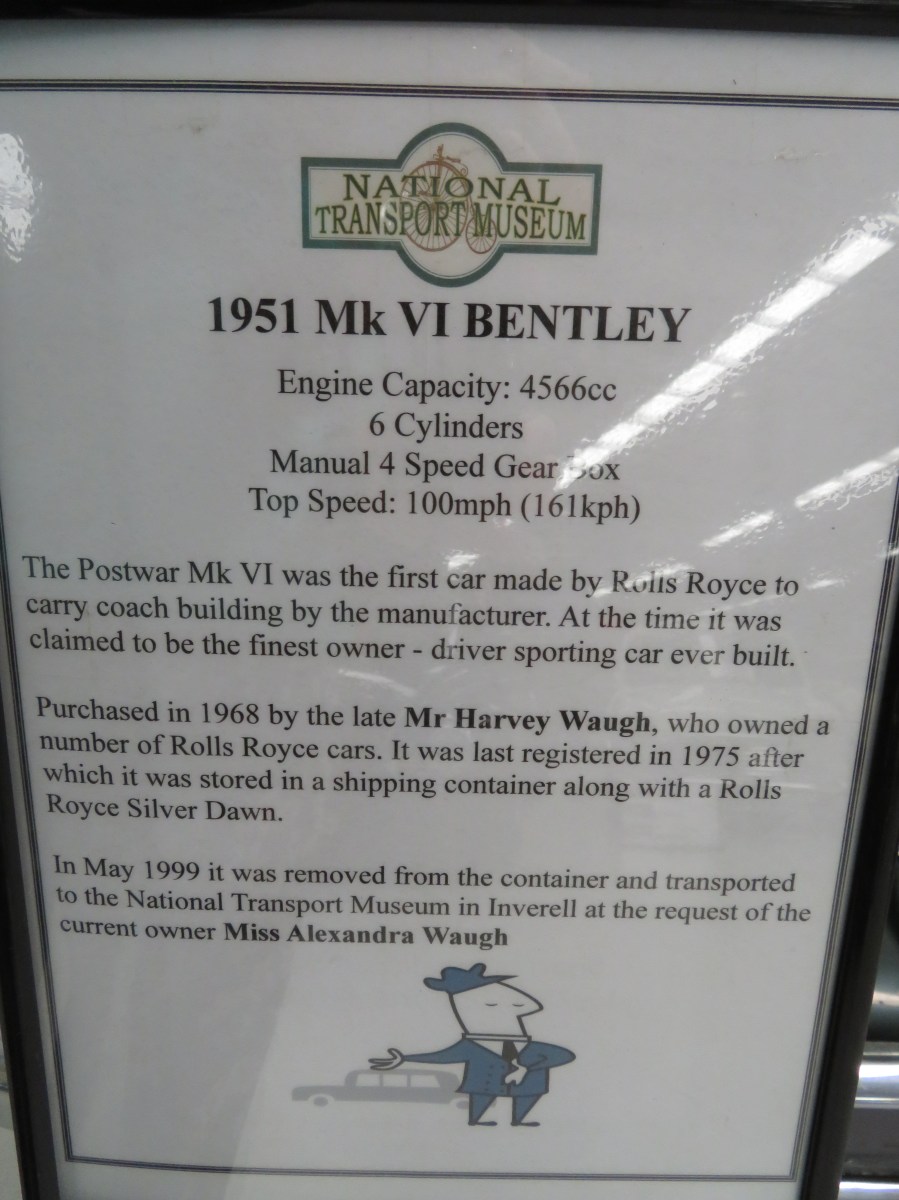 NATIONAL
TRANSPORT MUSEUM
1951 Mk VI BENTLEY
Engine Capacity: 4566cc
6 Cylinders
Manual 4 Speed Gear Box
Top Speed: 100mph (161kph)
The Postwar Mk VI was the first car made by Rolls Royce to
carry coach building by the manufacturer. At the time it was
claimed to be the finest owner - driver sporting car ever built.
Purchased in 1968 by the late Mr Harvey Waugh, who owned a
number of Rolls Royce cars. It was last registered in 1975 after
which it was stored in a shipping container along with a Rolls
Royce Silver Dawn.
In May 1999 it was removed from the container and transported
to the National Transport Museum in Inverell at the request of the
current owner Miss Alexandra Waugh